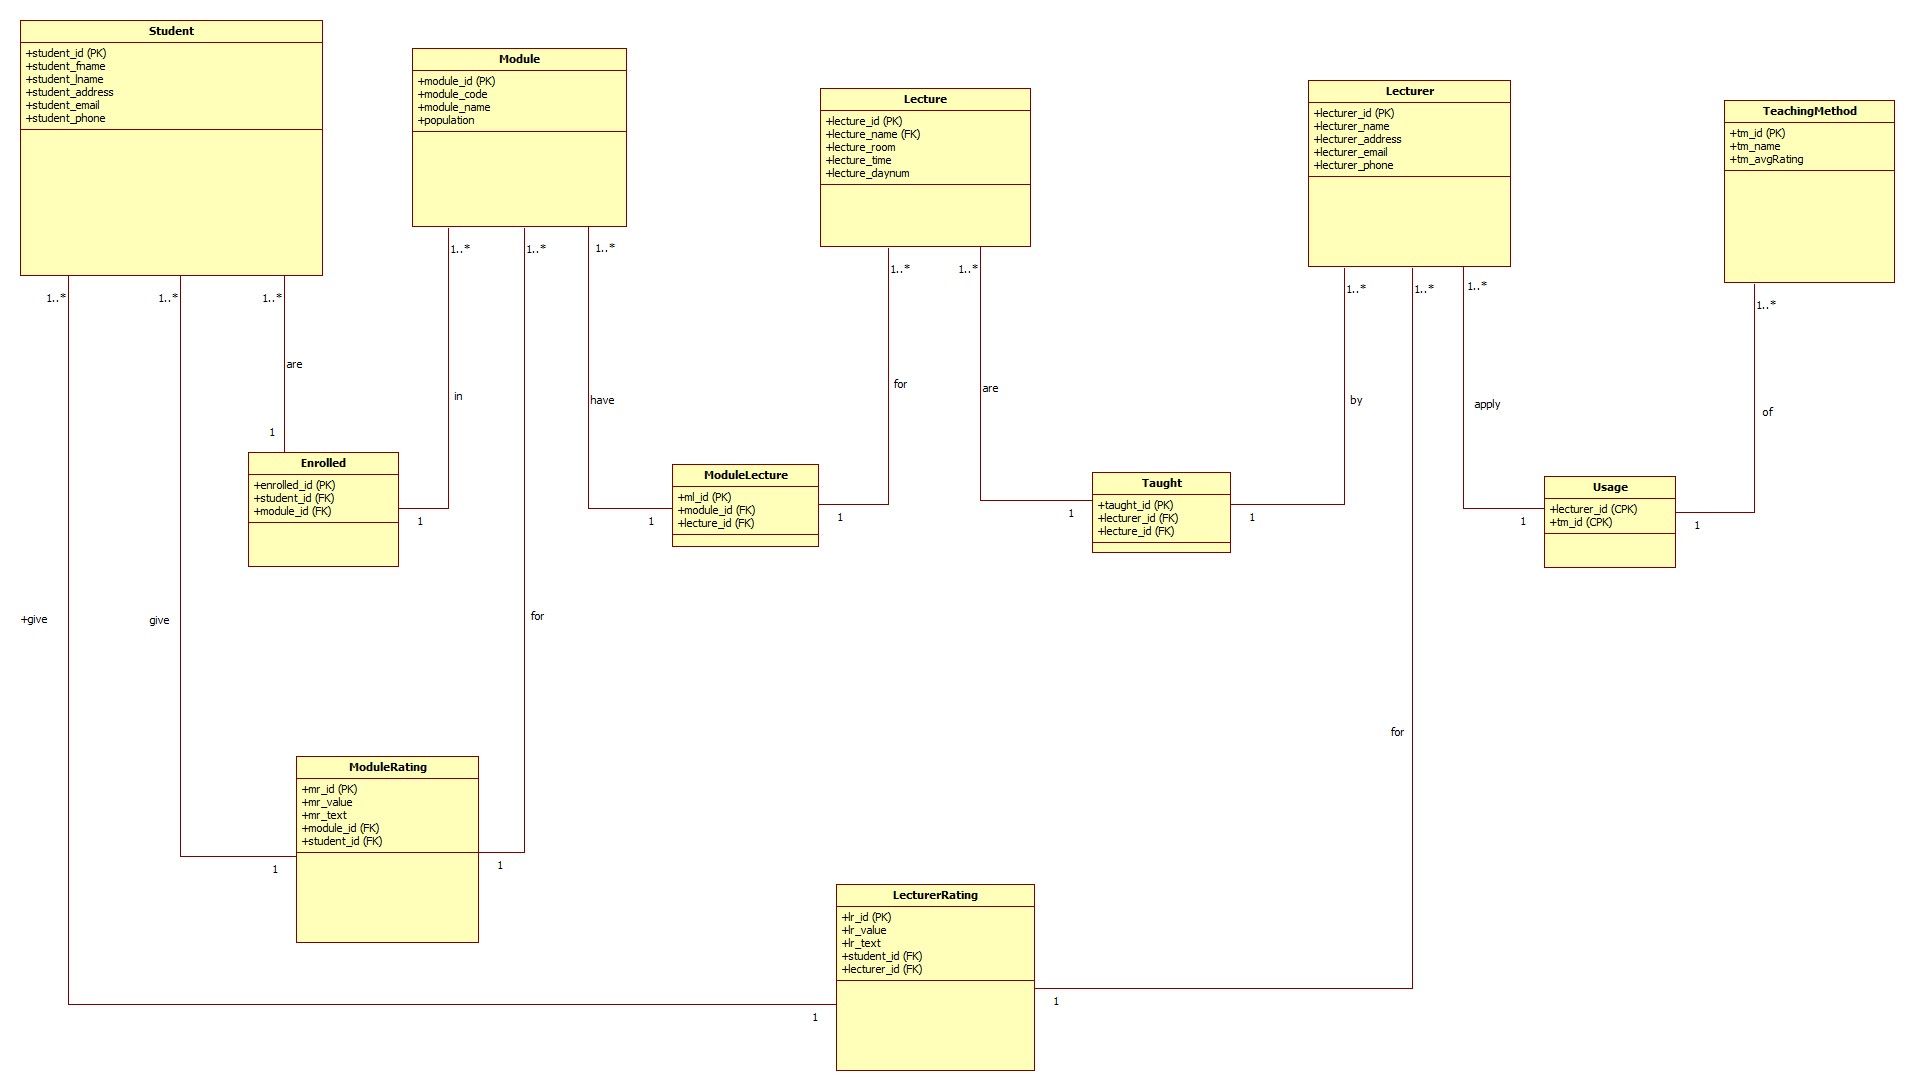 Student
+student_id (PK)
+student_fname
+student_lname
+student_address
+student_email
+student_phone
Module
+module_id (PK)
+module_code
+module_name
+population
Lecture
+lecture_id (PK)
+lecture_name (FK)
+lecture_room
+lecture_time
+lecture_daynum
Lecturer
+lecturer_id (PK)
+lecturer_name
+lecturer_address
+lecturer_email
+lecturer_phone
TeachingMethod
+tm_id (PK)
+tm_name
+tm_avgRating
1..*
1..*
1..*
1..*
1..*
1..*
1..*
1..*
1..*
1..*
1..*
1..*
are
in
have
for
are
by
apply
of
1
Enrolled
+enrolled_id (PK)
+student_id (FK)
+module_id (FK)
1
1
ModuleLecture
+ml_id (PK)
+module_id (FK)
+lecture_id (FK)
1
1
Taught
+taught_id (PK)
+lecturer_id (FK)
+lecture_id (FK)
1
1
Usage
+lecturer_id (CPK)
+tm_id (CPK)
1
+give
give
for
for
ModuleRating
+mr_id (PK)
+mr_value
+mr_text
+module_id (FK)
+student_id (FK)
1
1
LecturerRating
+lr_id (PK)
+lr_value
+lr_text
+student_id (FK)
+lecturer_id (FK)
1
1